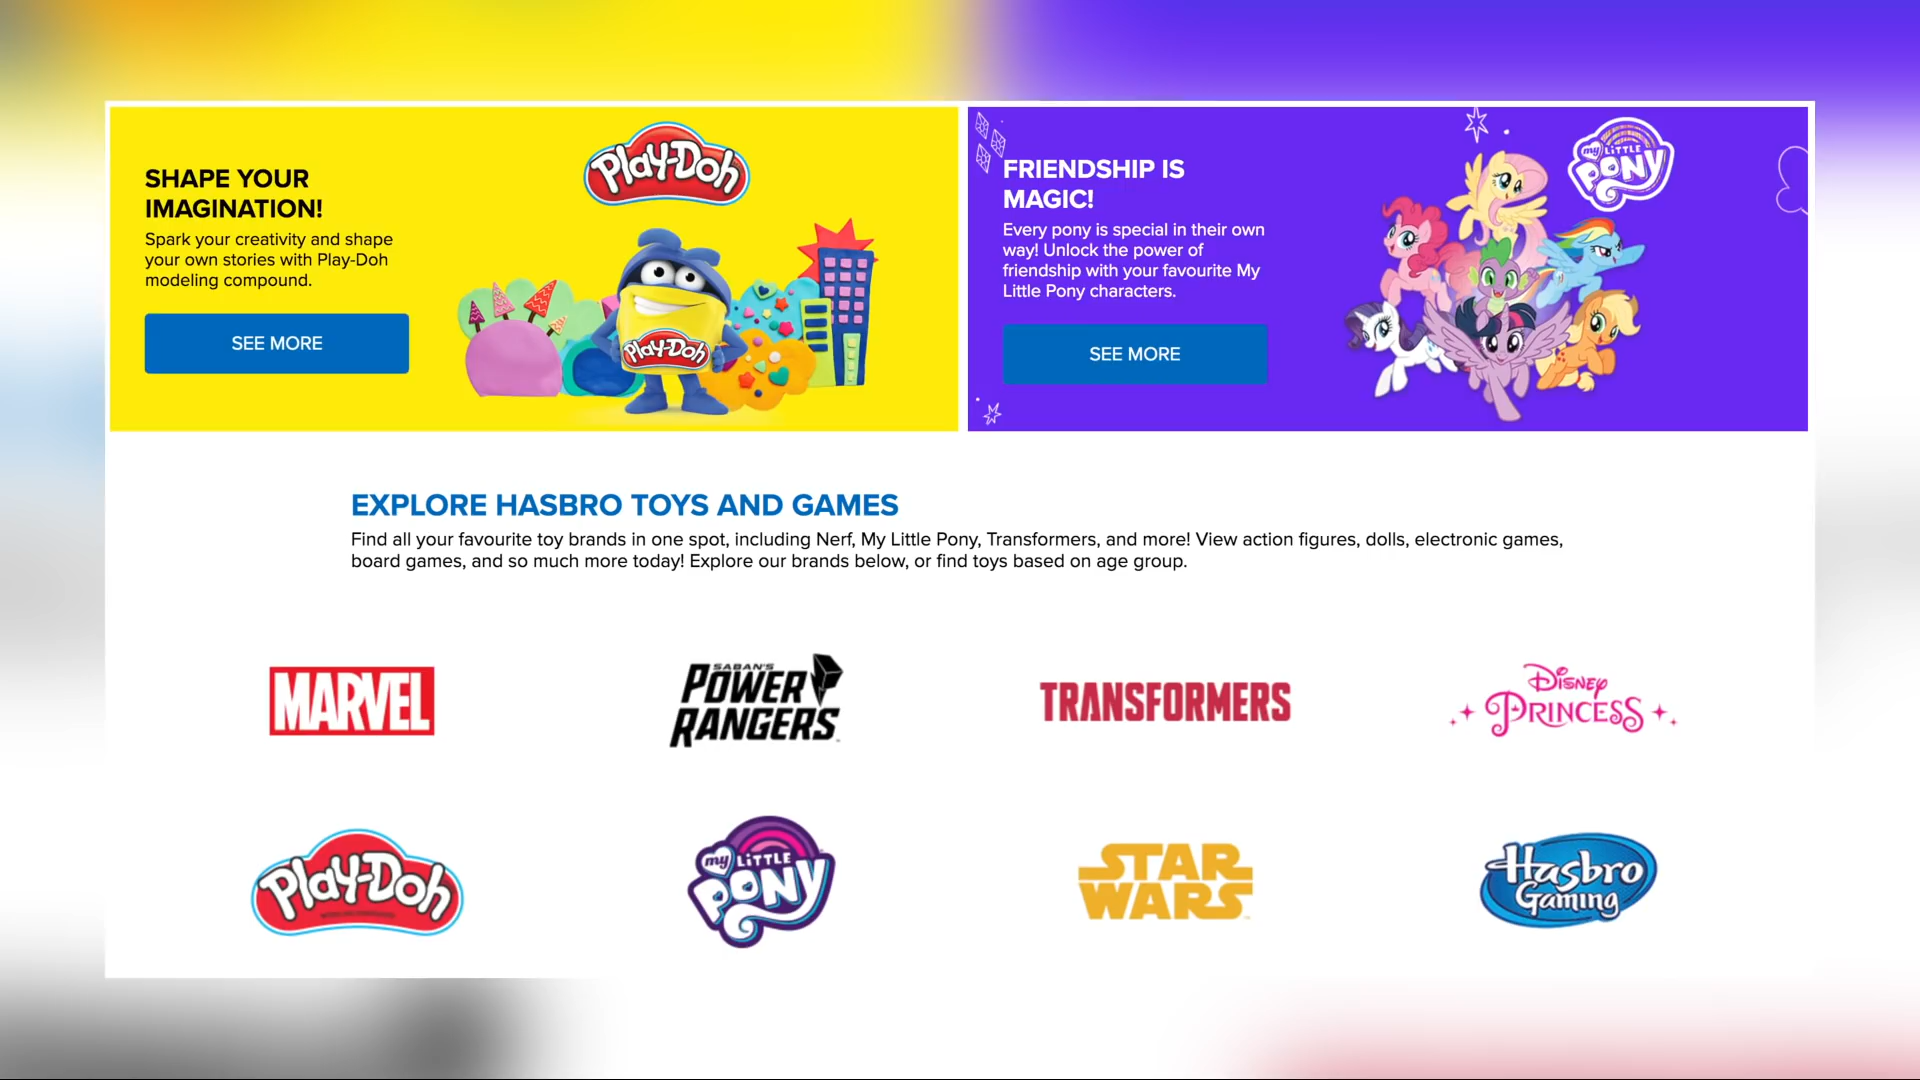 SHAPE YOUR
IMAGINATION!
Spark your creativity and shape
your own stories with Play-Doh
modeling compound.
SEE MORE
Play-Doh
Play-Doh
FRIENDSHIP IS
MAGIC!
Every pony is special in their own
way! Unlock the power of
friendship with your favourite My
Little Pony characters.
SEE MORE
my LiTTLE
PONY
EXPLORE HASBRO TOYS AND GAMES
Find all your favourite toy brands in one spot, including Nerf, My Little Pony, Transformers, and more! View action figures, dolls, electronic games,
board games, and so much more today! Explore our brands below, or find toys based on age group.
MARVEL
SABAN'S
POWER
RANGERS
TRANSFORMERS
DISNEY
PRINCESS
Play-Doh
my LiTTLE
PONY
STAR
WARS
Hasbro
Gaming